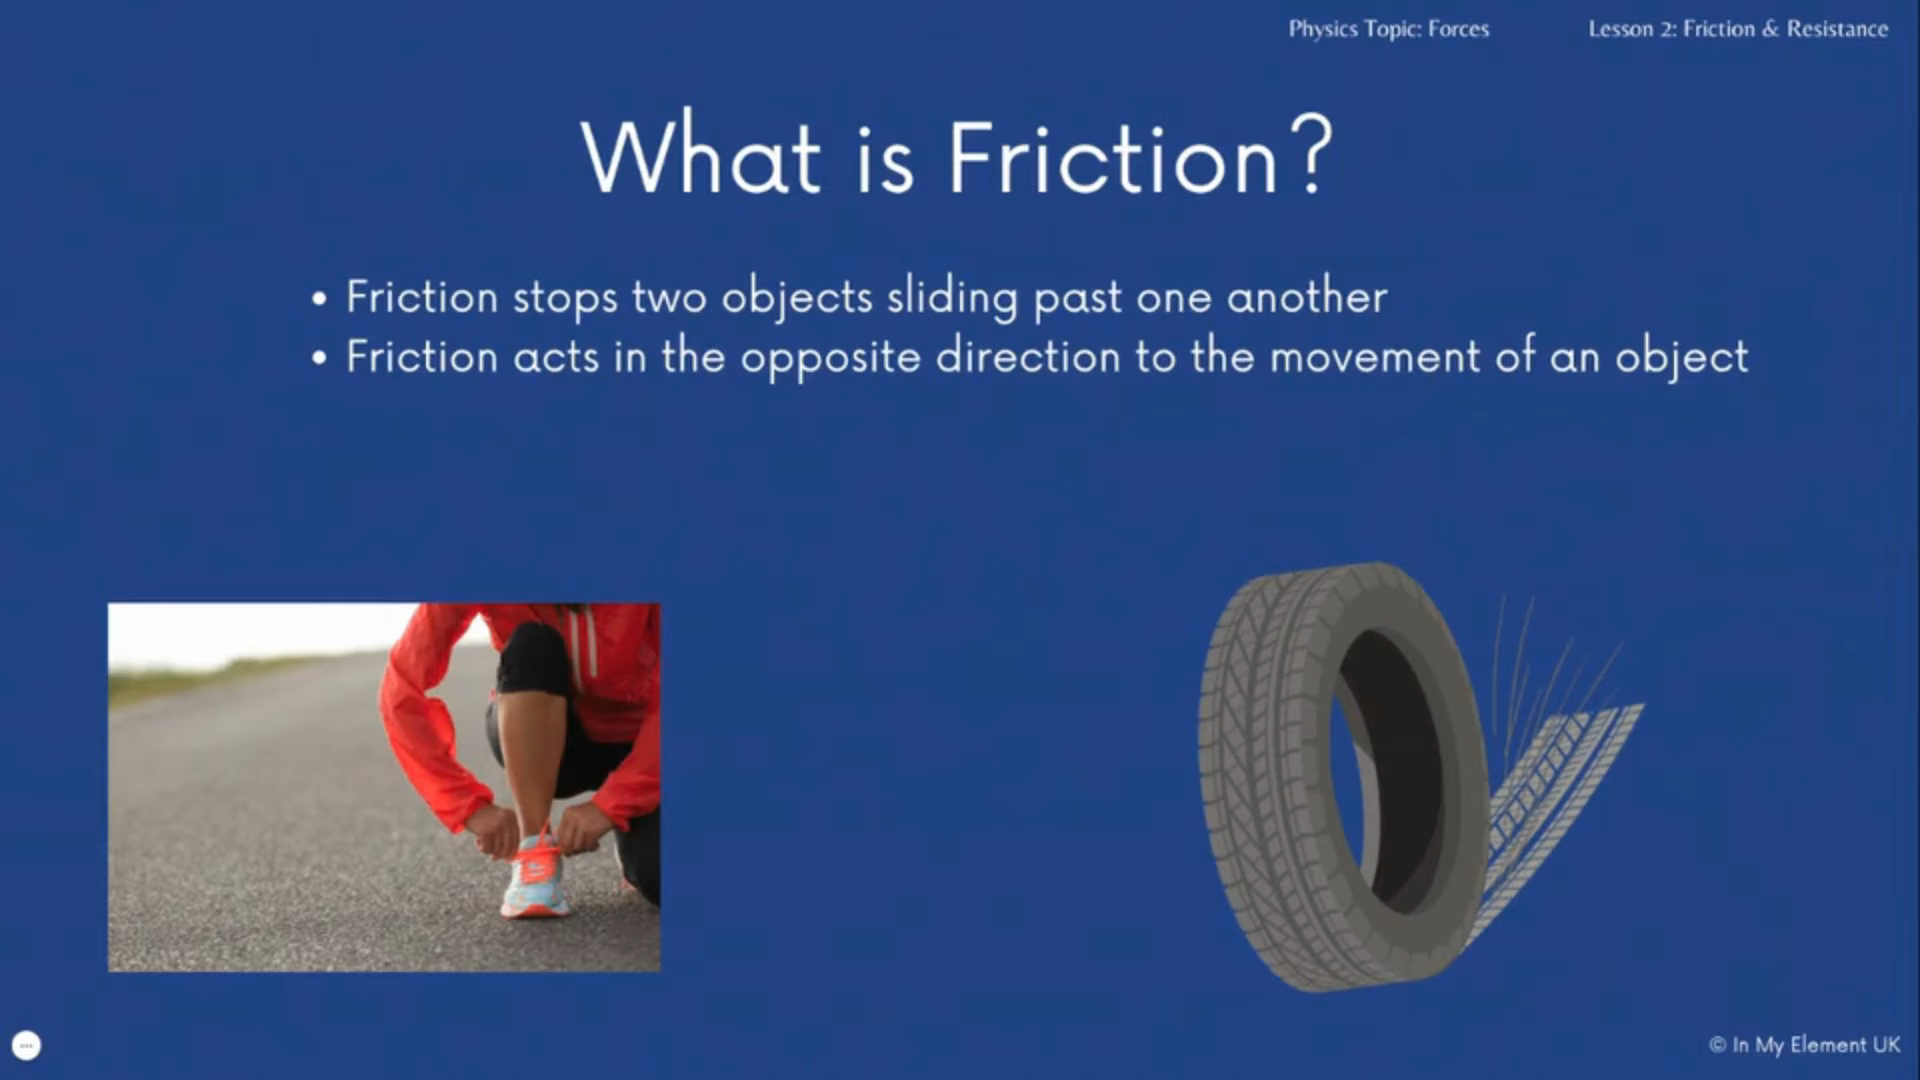 Physics Topic: Forces
Lesson 2: Friction & Resistance
What is Friction?
• Friction stops two objects sliding past one another
• Friction acts in the opposite direction to the movement of an object
© In My Element UK